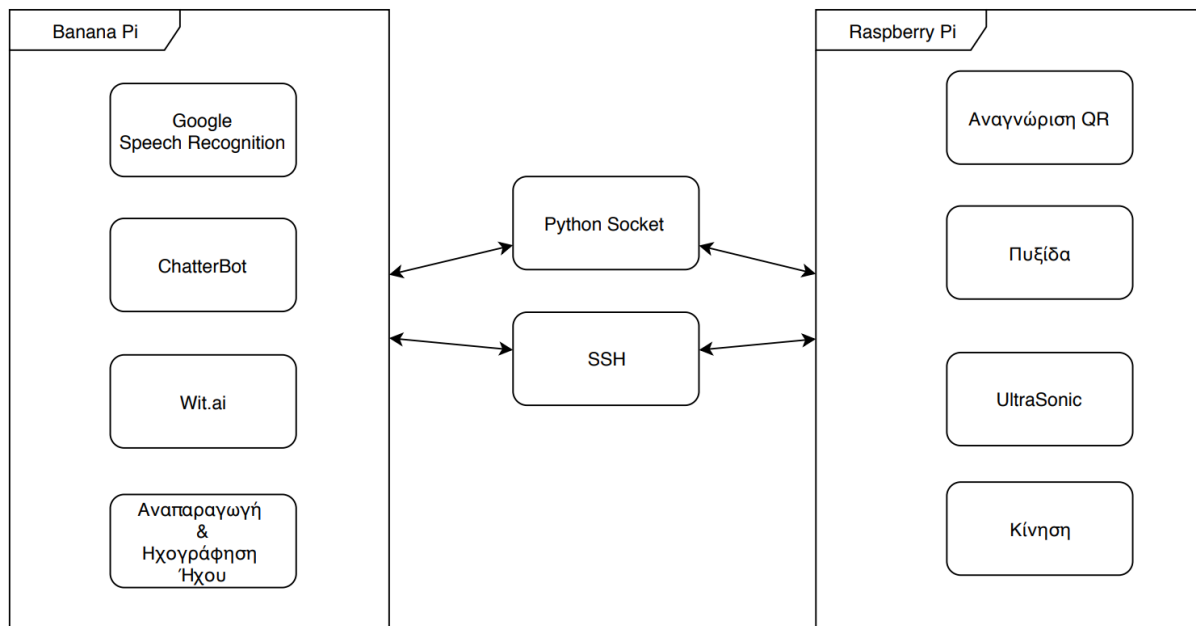 Banana Pi
Google
Speech Recognition
ChatterBot
Wit.ai
Αναπαραγωγή
&
Ηχογράφηση
Ήχου
Python Socket
SSH
Raspberry Pi
Αναγνώριση QR
Πυξίδα
UltraSonic
Κίνηση